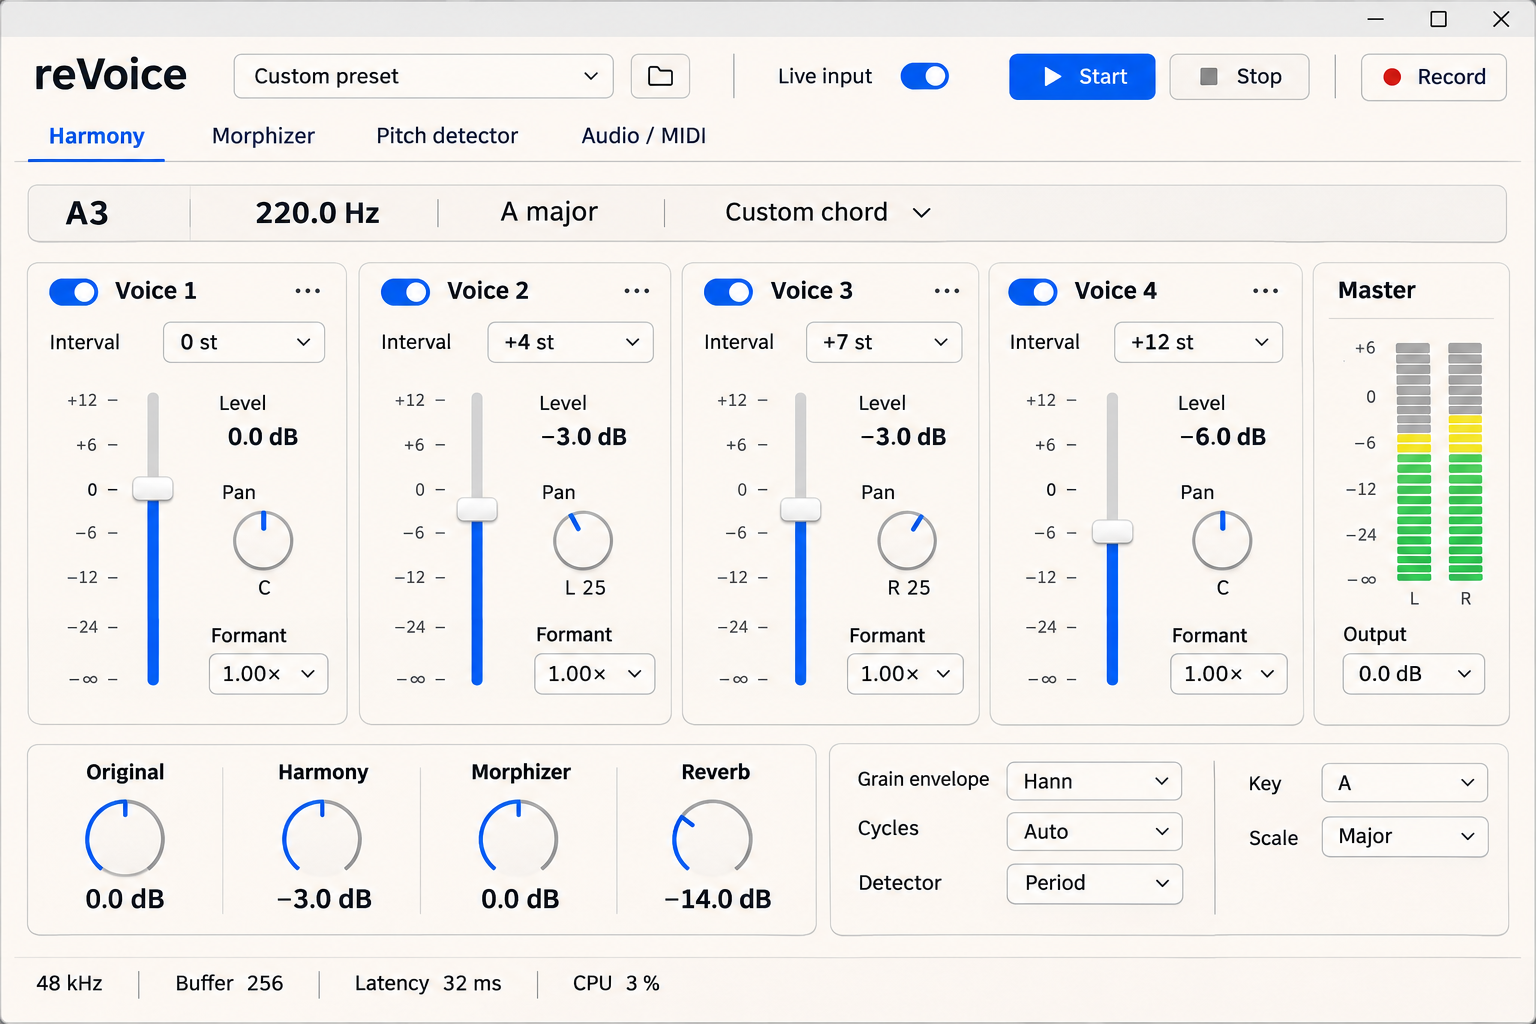 reVoice
Custom preset
Live input
Start
Stop
Record
Harmony
Morphizer
Pitch detector
Audio / MIDI
A3
220.0 Hz
A major
Custom chord
Voice 1
Interval
0 st
+12
+6
0
−6
−12
−24
−∞
Level
0.0 dB
Pan
C
Formant
1.00×
Voice 2
Interval
+4 st
+12
+6
0
−6
−12
−24
−∞
Level
−3.0 dB
Pan
L 25
Formant
1.00×
Voice 3
Interval
+7 st
+12
+6
0
−6
−12
−24
−∞
Level
−3.0 dB
Pan
R 25
Formant
1.00×
Voice 4
Interval
+12 st
+12
+6
0
−6
−12
−24
−∞
Level
−6.0 dB
Pan
C
Formant
1.00×
Master
+6
0
−6
−12
−24
−∞
L
R
Output
0.0 dB
Original
0.0 dB
Harmony
−3.0 dB
Morphizer
0.0 dB
Reverb
−14.0 dB
Grain envelope
Hann
Cycles
Auto
Detector
Period
Key
A
Scale
Major
48 kHz
Buffer 256
Latency 32 ms
CPU 3 %